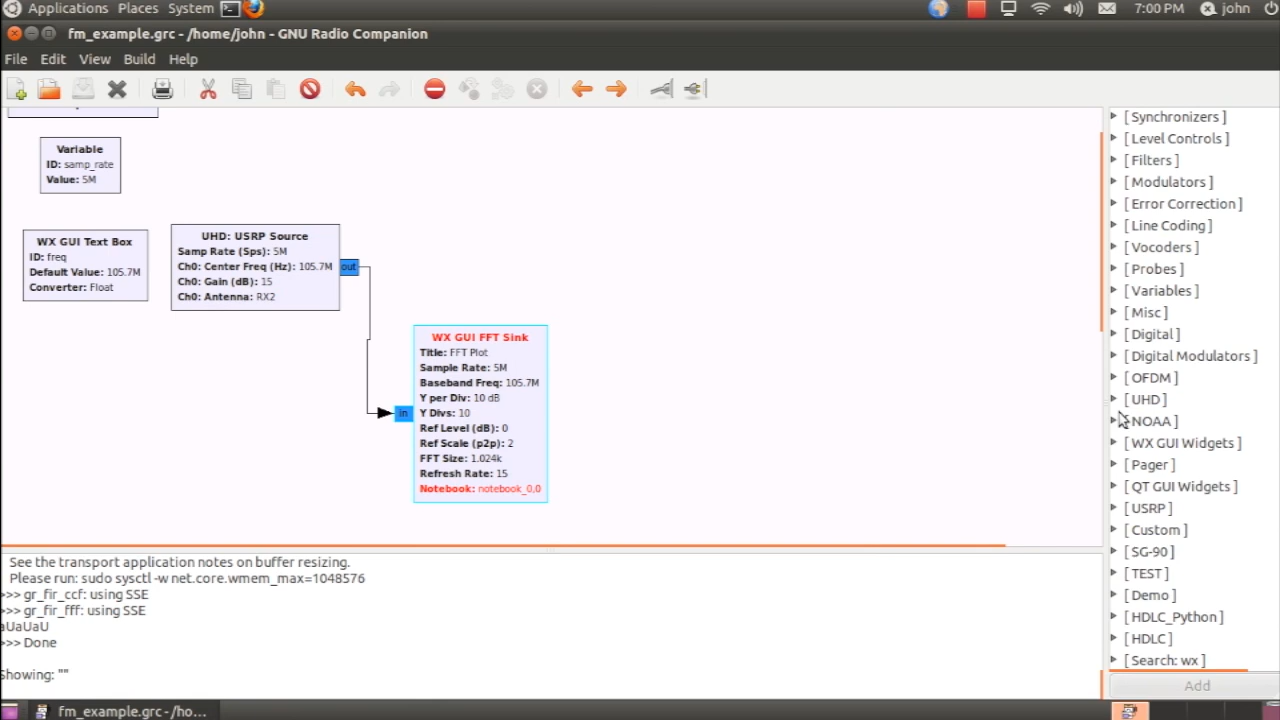 Applications Places System
7:00 PM john
fm_example.grc - /home/john - GNU Radio Companion
File Edit View Build Help
Variable
ID: samp_rate
Value: 5M
WX GUI Text Box
ID: freq
Default Value: 105.7M
Converter: Float
UHD: USRP Source
Samp Rate (Sps): 5M
Ch0: Center Freq (Hz): 105.7M
Ch0: Gain (dB): 15
Ch0: Antenna: RX2
out
in
WX GUI FFT Sink
Title: FFT Plot
Sample Rate: 5M
Baseband Freq: 105.7M
Y per Div: 10 dB
Y Divs: 10
Ref Level (dB): 0
Ref Scale (p2p): 2
FFT Size: 1.024k
Refresh Rate: 15
Notebook: notebook_0,0
[ Synchronizers ]
[ Level Controls ]
[ Filters ]
[ Modulators ]
[ Error Correction ]
[ Line Coding ]
[ Vocoders ]
[ Probes ]
[ Variables ]
[ Misc ]
[ Digital ]
[ Digital Modulators ]
[ OFDM ]
[ UHD ]
[ NOAA ]
[ WX GUI Widgets ]
[ Pager ]
[ QT GUI Widgets ]
[ USRP ]
[ Custom ]
[ SG-90 ]
[ TEST ]
[ Demo ]
[ HDLC_Python ]
[ HDLC ]
[ Search: wx ]
Add
See the transport application notes on buffer resizing.
Please run: sudo sysctl -w net.core.wmem_max=1048576
>>> gr_fir_ccf: using SSE
>>> gr_fir_fff: using SSE
aUaUaU
>>> Done
Showing: ""
fm_example.grc - /ho...